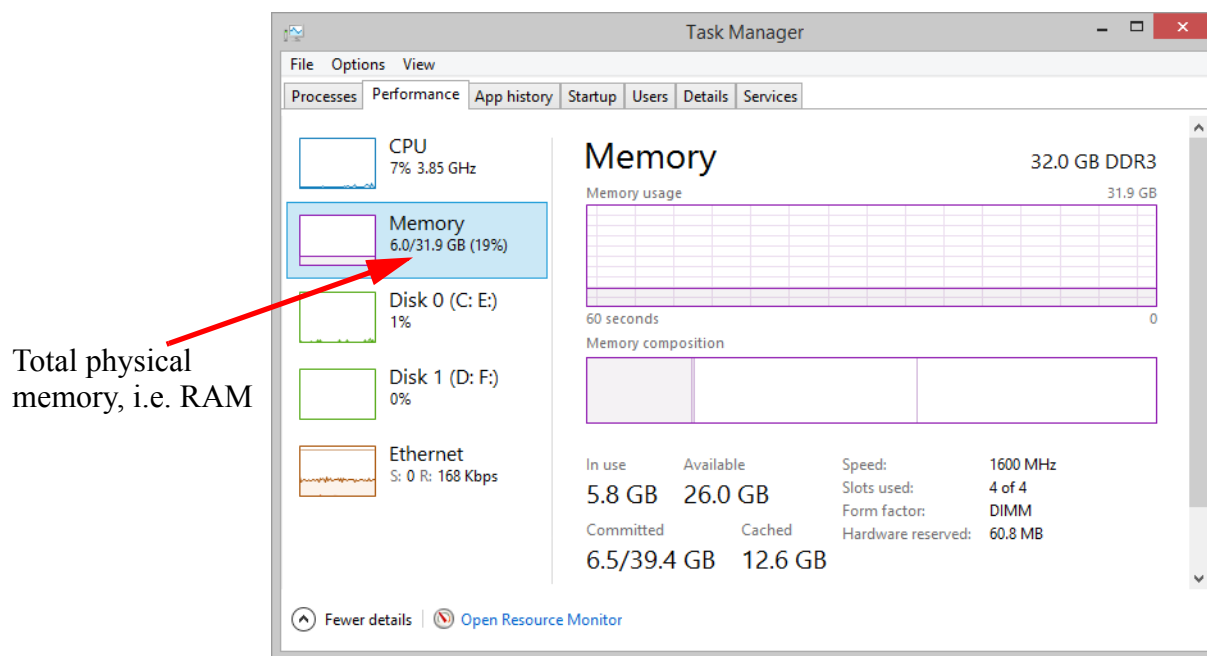 Task Manager
File Options View
Processes Performance App history Startup Users Details Services
CPU
7% 3.85 GHz
Memory
6.0/31.9 GB (19%)
Disk 0 (C: E:)
1%
Disk 1 (D: F:)
0%
Ethernet
S: 0 R: 168 Kbps
Total physical
memory, i.e. RAM
Memory 32.0 GB DDR3
Memory usage 31.9 GB
60 seconds 0
Memory composition
In use Available
5.8 GB 26.0 GB
Committed Cached
6.5/39.4 GB 12.6 GB
Speed: 1600 MHz
Slots used: 4 of 4
Form factor: DIMM
Hardware reserved: 60.8 MB
Fewer details Open Resource Monitor